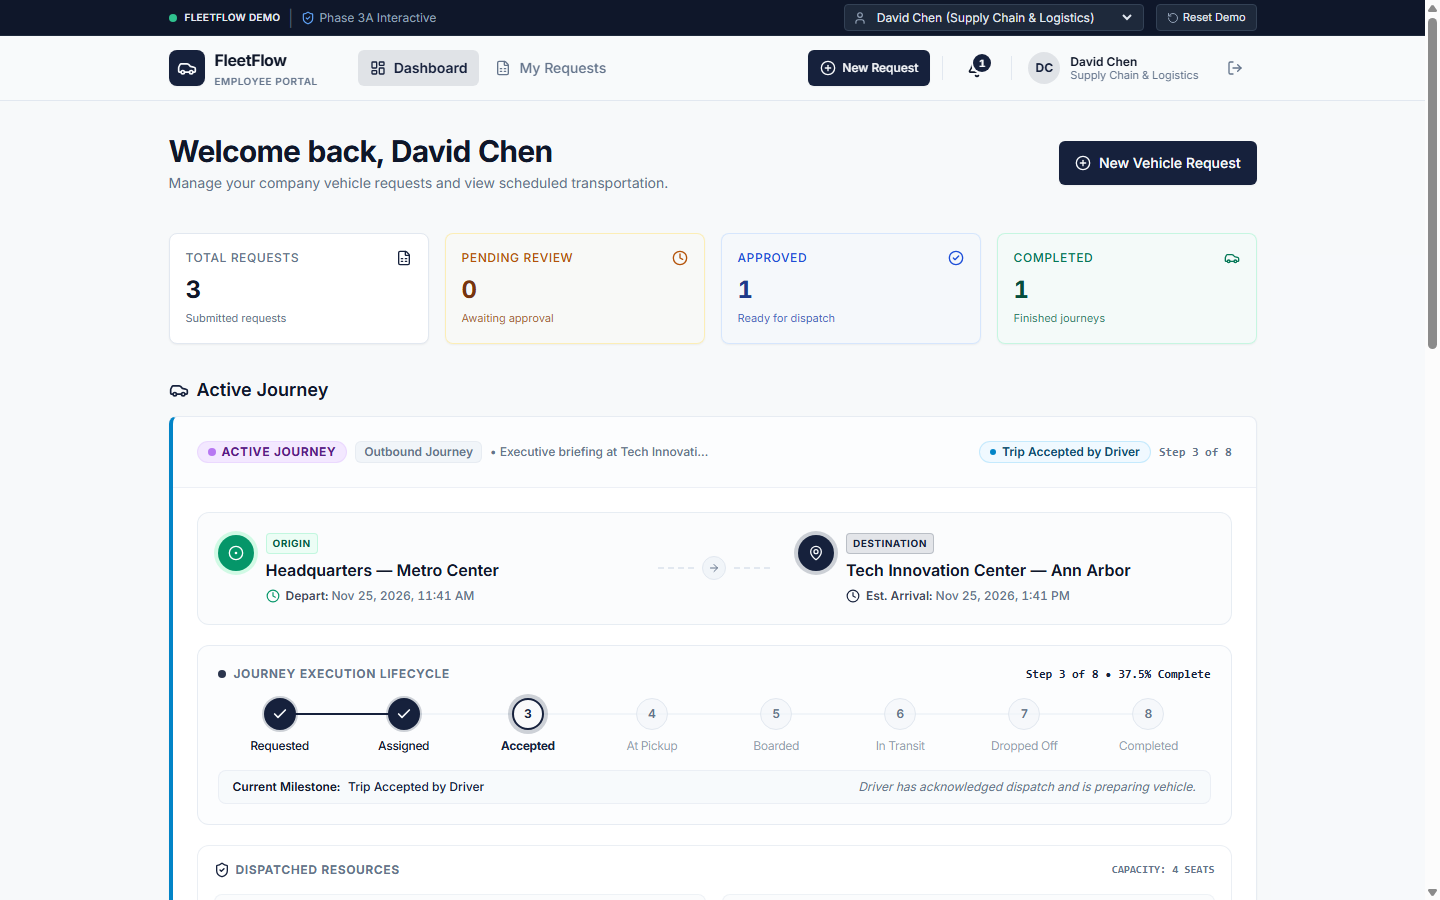 FLEETFLOW DEMO
Phase 3A Interactive
David Chen (Supply Chain & Logistics)
Reset Demo
FleetFlow
EMPLOYEE PORTAL
Dashboard
My Requests
New Request
1
DC
David Chen
Supply Chain & Logistics
Welcome back, David Chen
Manage your company vehicle requests and view scheduled transportation.
New Vehicle Request
TOTAL REQUESTS
3
Submitted requests
PENDING REVIEW
0
Awaiting approval
APPROVED
1
Ready for dispatch
COMPLETED
1
Finished journeys
Active Journey
ACTIVE JOURNEY
Outbound Journey
• Executive briefing at Tech Innovati...
Trip Accepted by Driver
Step 3 of 8
ORIGIN
Headquarters — Metro Center
Depart: Nov 25, 2026, 11:41 AM
DESTINATION
Tech Innovation Center — Ann Arbor
Est. Arrival: Nov 25, 2026, 1:41 PM
JOURNEY EXECUTION LIFECYCLE
Step 3 of 8 • 37.5% Complete
3 4 5 6 7 8
Requested Assigned Accepted At Pickup Boarded In Transit Dropped Off Completed
Current Milestone: Trip Accepted by Driver
Driver has acknowledged dispatch and is preparing vehicle.
DISPATCHED RESOURCES
CAPACITY: 4 SEATS